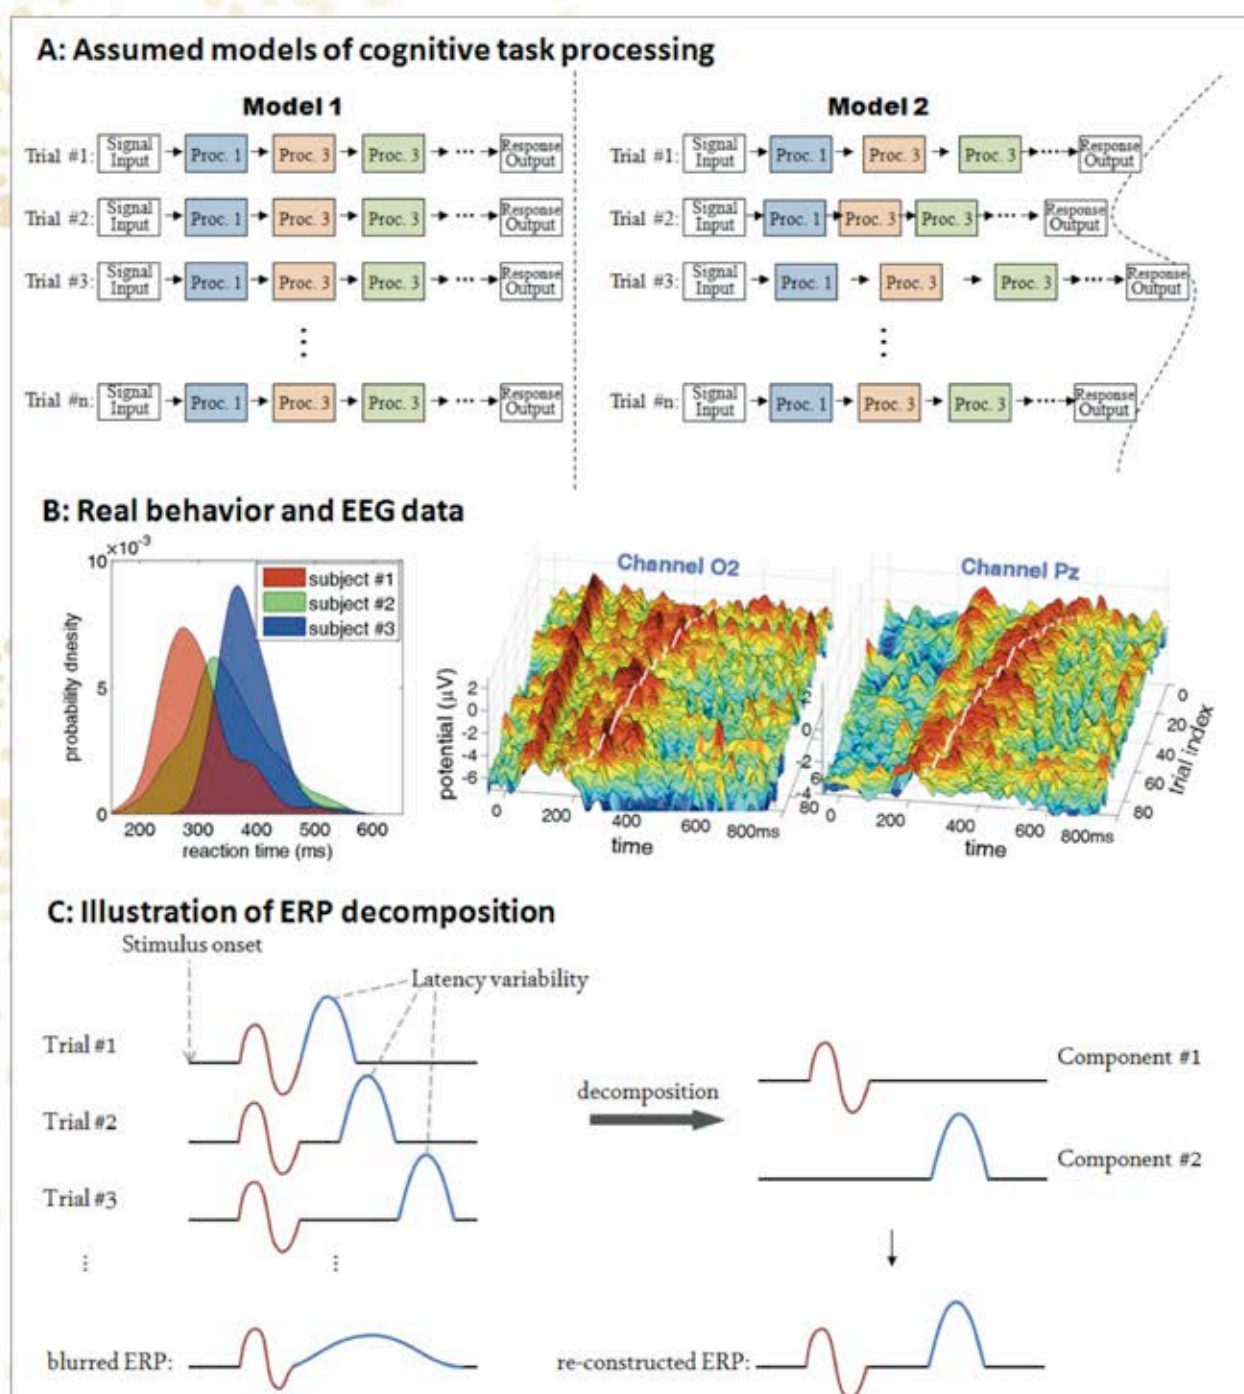 A: Assumed models of cognitive task processing
Model 1
Trial #1:
Signal
Input
Proc. 1
Proc. 3
Proc. 3
...
Response
Output
Trial #2:
Signal
Input
Proc. 1
Proc. 3
Proc. 3
...
Response
Output
Trial #3:
Signal
Input
Proc. 1
Proc. 3
Proc. 3
...
Response
Output
Trial #n:
Signal
Input
Proc. 1
Proc. 3
Proc. 3
...
Response
Output
Model 2
Trial #1:
Signal
Input
Proc. 1
Proc. 3
Proc. 3
...
Response
Output
Trial #2:
Signal
Input
Proc. 1
Proc. 3
Proc. 3
...
Response
Output
Trial #3:
Signal
Input
Proc. 1
Proc. 3
Proc. 3
...
Response
Output
Trial #n:
Signal
Input
Proc. 1
Proc. 3
Proc. 3
...
Response
Output
B: Real behavior and EEG data
×10⁻³
10
5
0
probability dnesity
subject #1
subject #2
subject #3
200 300 400 500 600
reaction time (ms)
Channel O2
potential (μV)
2
0
-2
-4
-6
0 200 400 600 800ms
time
Channel Pz
2
0
-2
-4
0 200 400 600 800ms
time
0
20
40
60
80
trial index
C: Illustration of ERP decomposition
Stimulus onset
Latency variability
Trial #1
Trial #2
Trial #3
blurred ERP:
decomposition
Component #1
Component #2
re-constructed ERP: